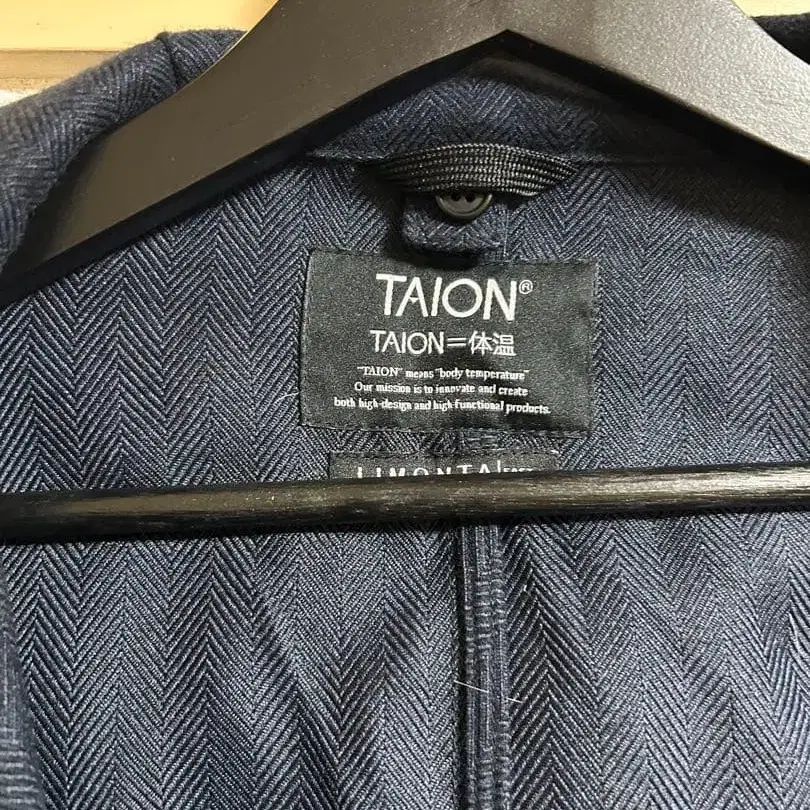 TAION®
TAION=体温
"TAION" means "body temperature"
Our mission is to innovate and create
both high-design and high-functional products.
LIMONTA